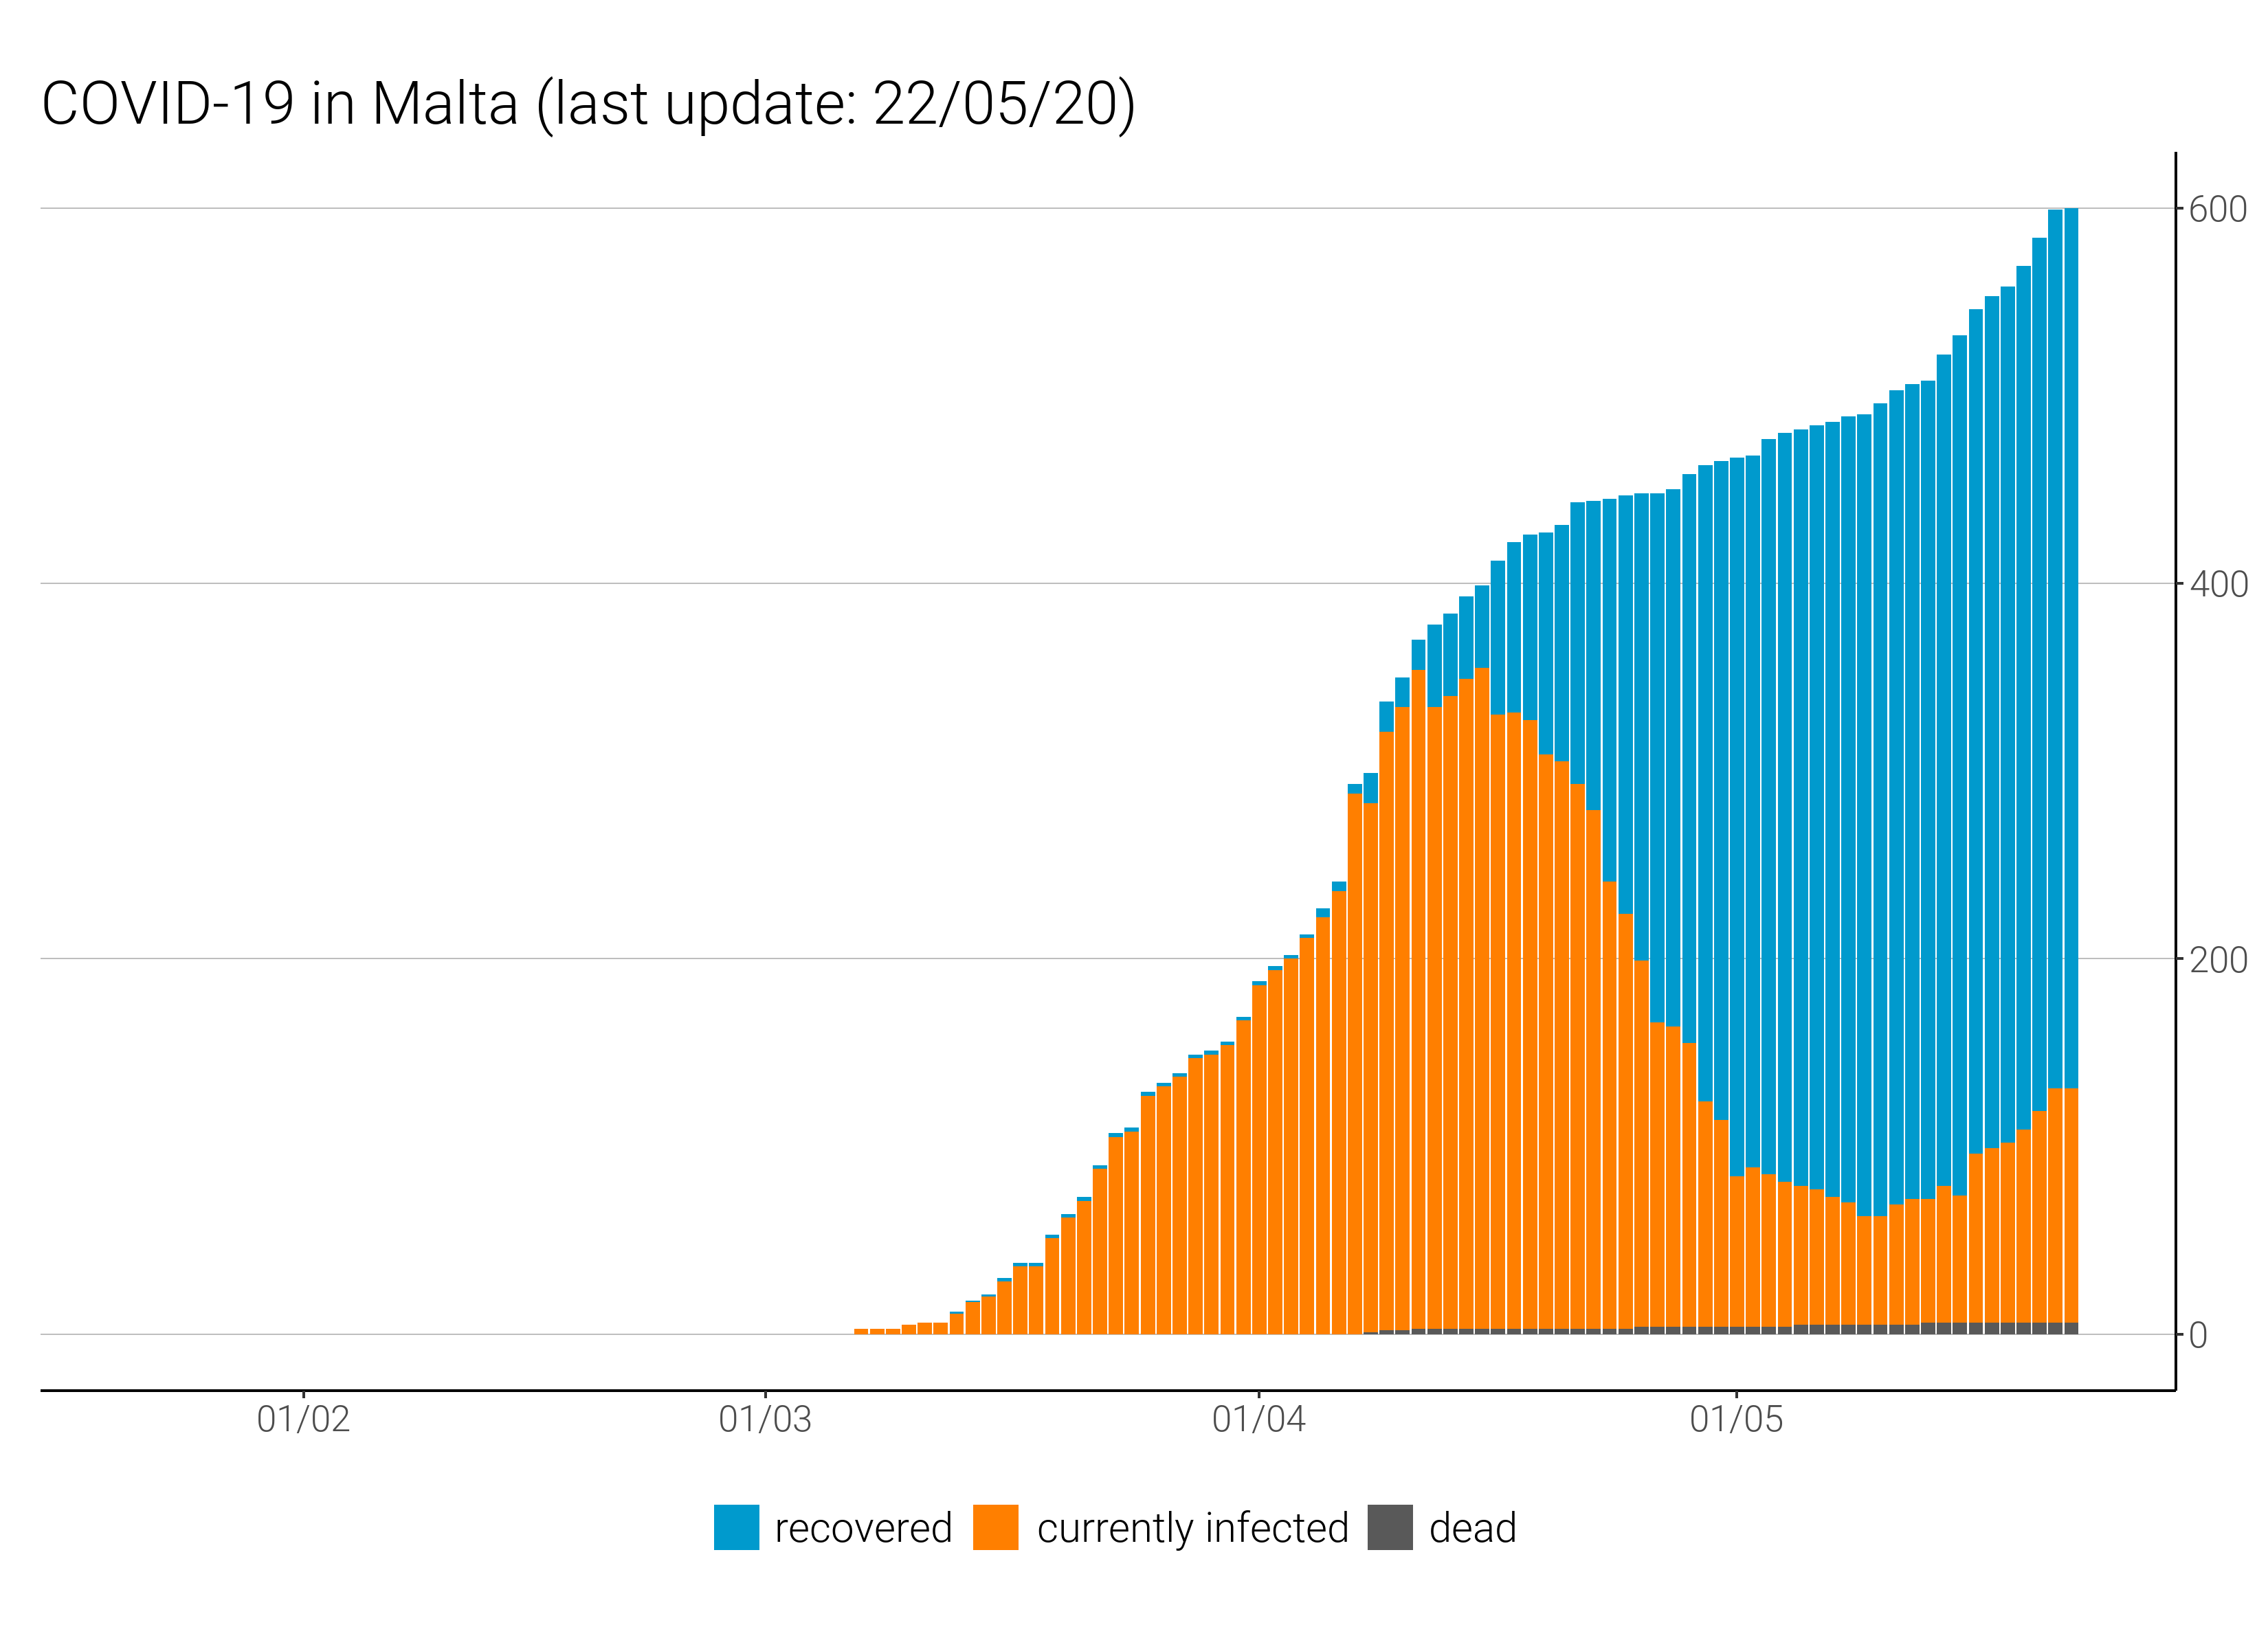 COVID-19 in Malta (last update: 22/05/20)
600
400
200
0
01/02 01/03 01/04 01/05
recovered currently infected dead